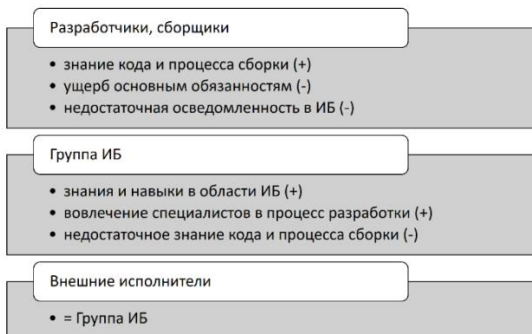 Разработчики, сборщики
• знание кода и процесса сборки (+)
• ущерб основным обязанностям (-)
• недостаточная осведомленность в ИБ (-)
Группа ИБ
• знания и навыки в области ИБ (+)
• вовлечение специалистов в процесс разработки (+)
• недостаточное знание кода и процесса сборки (-)
Внешние исполнители
• = Группа ИБ